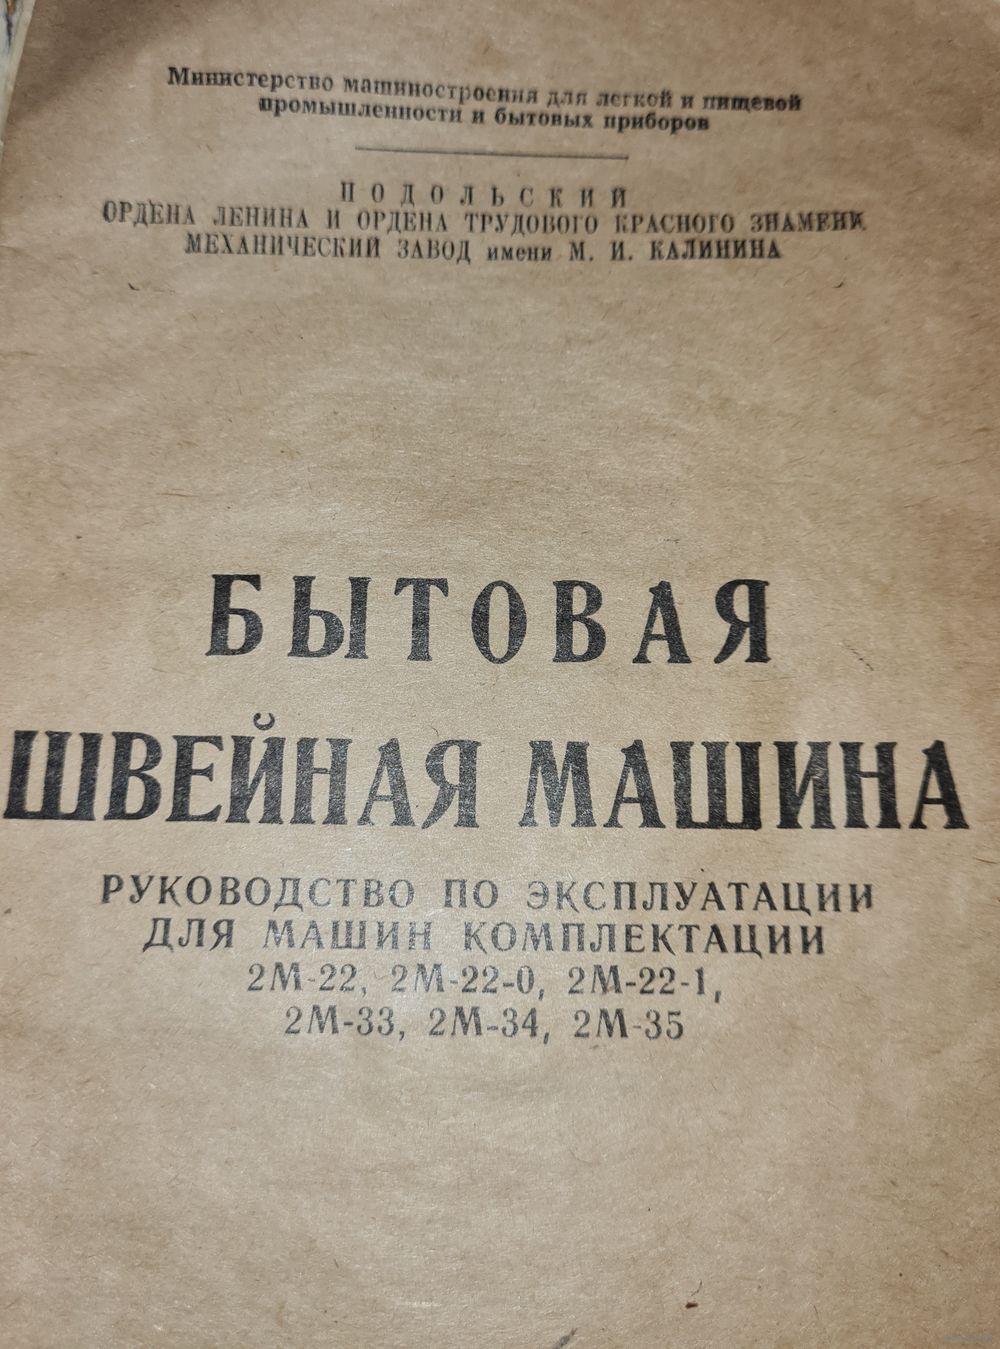 Министерство машиностроения для легкой и пищевой
промышленности и бытовых приборов
ПОДОЛЬСКИЙ
ОРДЕНА ЛЕНИНА И ОРДЕНА ТРУДОВОГО КРАСНОГО ЗНАМЕНИ
МЕХАНИЧЕСКИЙ ЗАВОД имени М. И. КАЛИНИНА
БЫТОВАЯ
ШВЕЙНАЯ МАШИНА
РУКОВОДСТВО ПО ЭКСПЛУАТАЦИИ
ДЛЯ МАШИН КОМПЛЕКТАЦИИ
2М-22, 2М-22-0, 2М-22-1,
2М-33, 2М-34, 2М-35